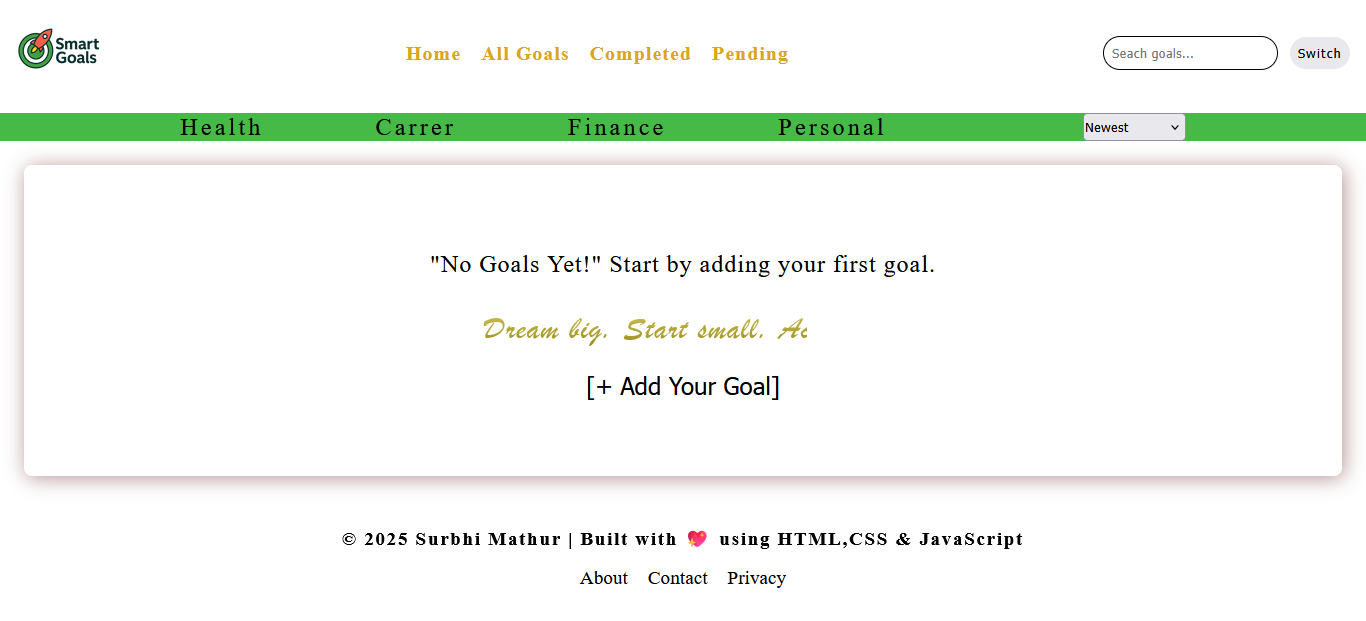 Smart
Goals
Home All Goals Completed Pending
Seach goals...
Switch
Health Carrer Finance Personal
Newest
"No Goals Yet!" Start by adding your first goal.
Dream big. Start small. Ac
[+ Add Your Goal]
© 2025 Surbhi Mathur | Built with 💖 using HTML,CSS & JavaScript
About Contact Privacy